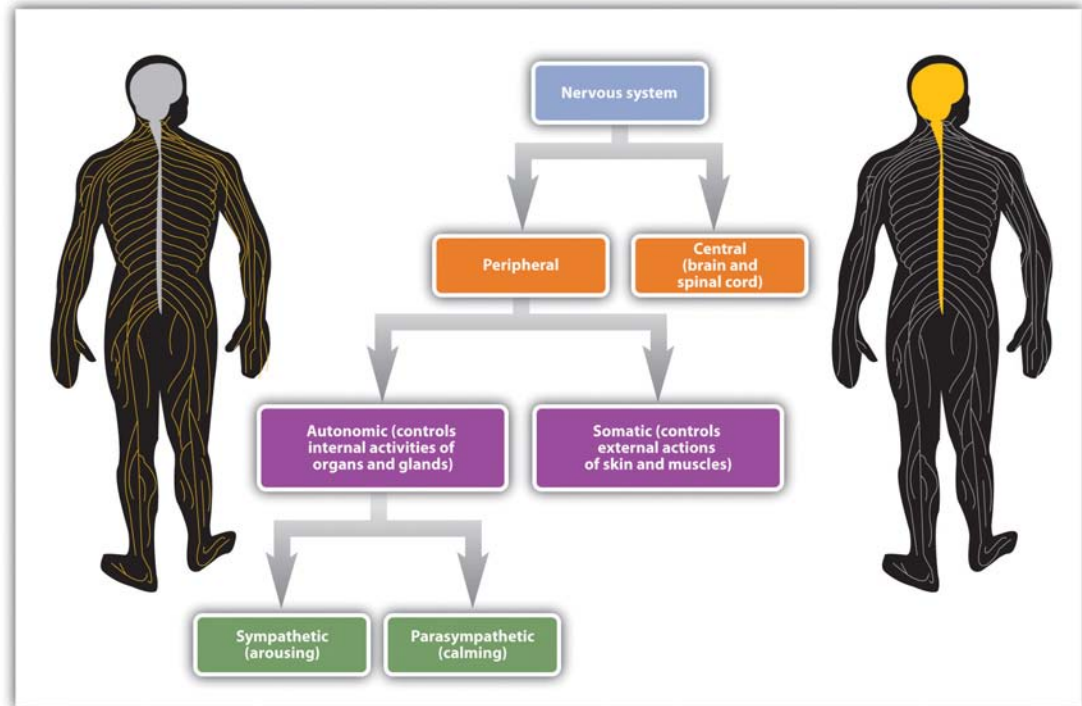 Nervous system
Peripheral
Central
(brain and
spinal cord)
Autonomic (controls
internal activities of
organs and glands)
Somatic (controls
external actions
of skin and muscles)
Sympathetic
(arousing)
Parasympathetic
(calming)